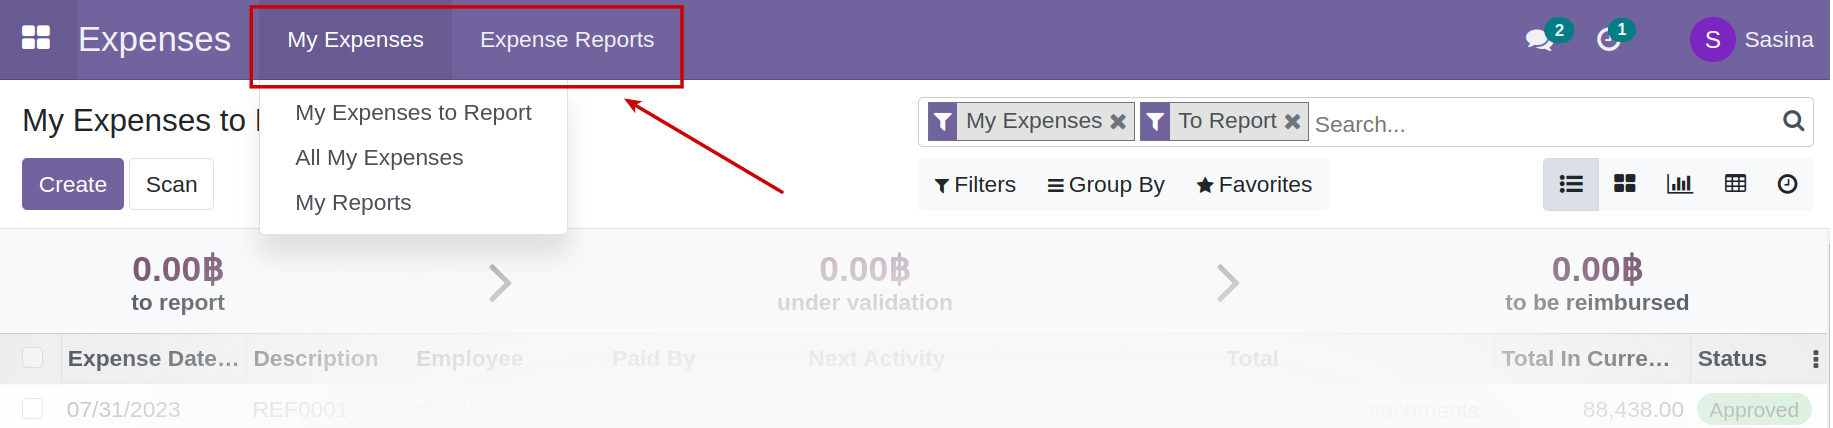 Expenses My Expenses Expense Reports 2 1 S Sasina
My Expenses to
My Expenses to Report
All My Expenses
My Reports
My Expenses To Report Search...
Create Scan
Filters Group By Favorites
0.00฿ 0.00฿ 0.00฿
to report under validation to be reimbursed
Expense Date... Description Employee Paid By Next Activity Total Total In Curre... Status
07/31/2023 REF0001 88,438.00 Approved